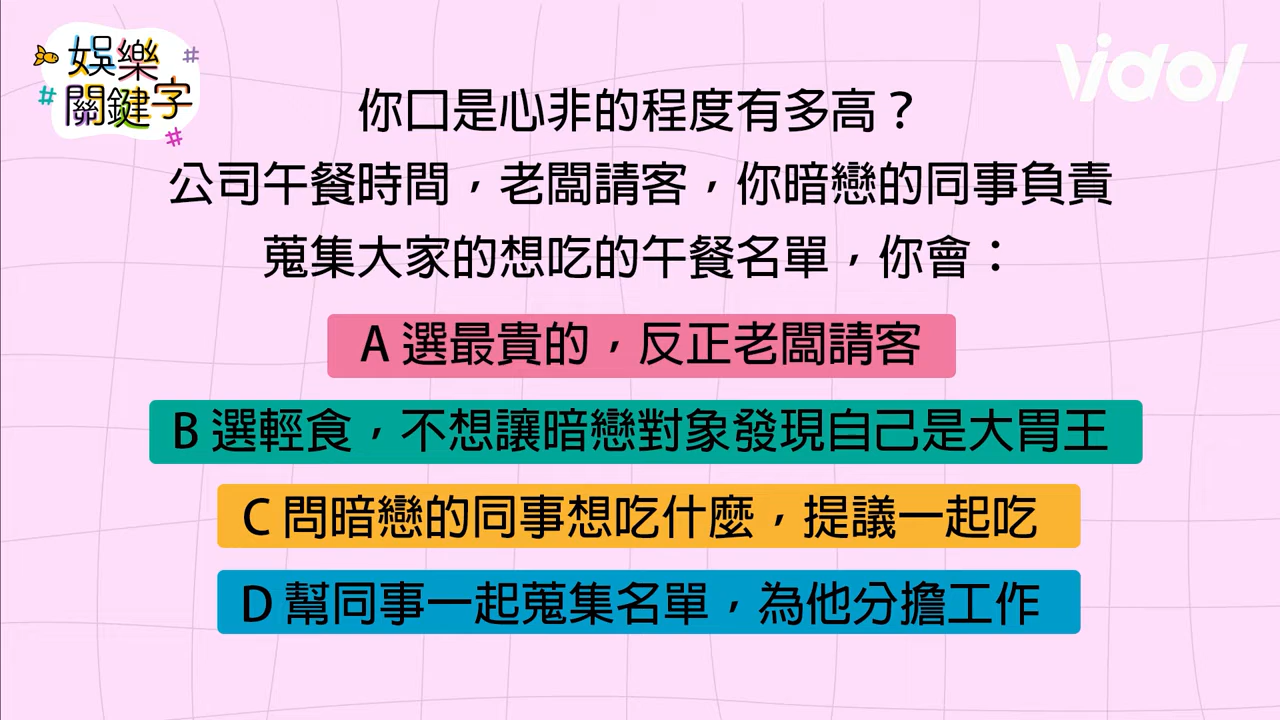 娛樂
關鍵字
Vidol
你口是心非的程度有多高？
公司午餐時間，老闆請客，你暗戀的同事負責
蒐集大家的想吃的午餐名單，你會：
A 選最貴的，反正老闆請客
B 選輕食，不想讓暗戀對象發現自己是大胃王
C 問暗戀的同事想吃什麼，提議一起吃
D 幫同事一起蒐集名單，為他分擔工作